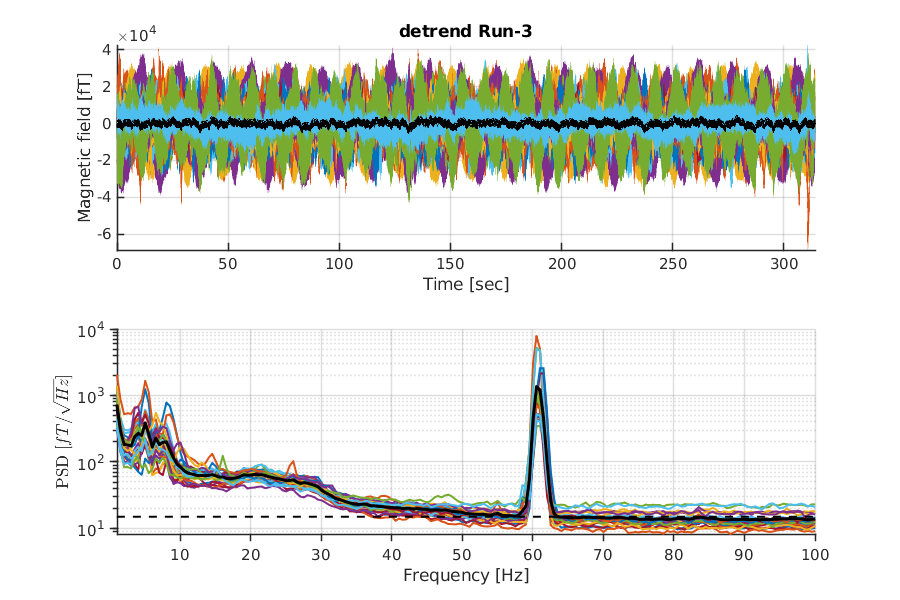 detrend Run-3
×10⁴
4
2
0
-2
-4
-6
Magnetic field [fT]
0 50 100 150 200 250 300
Time [sec]
10⁴
10³
10²
10¹
PSD [fT/√Hz]
10 20 30 40 50 60 70 80 90 100
Frequency [Hz]